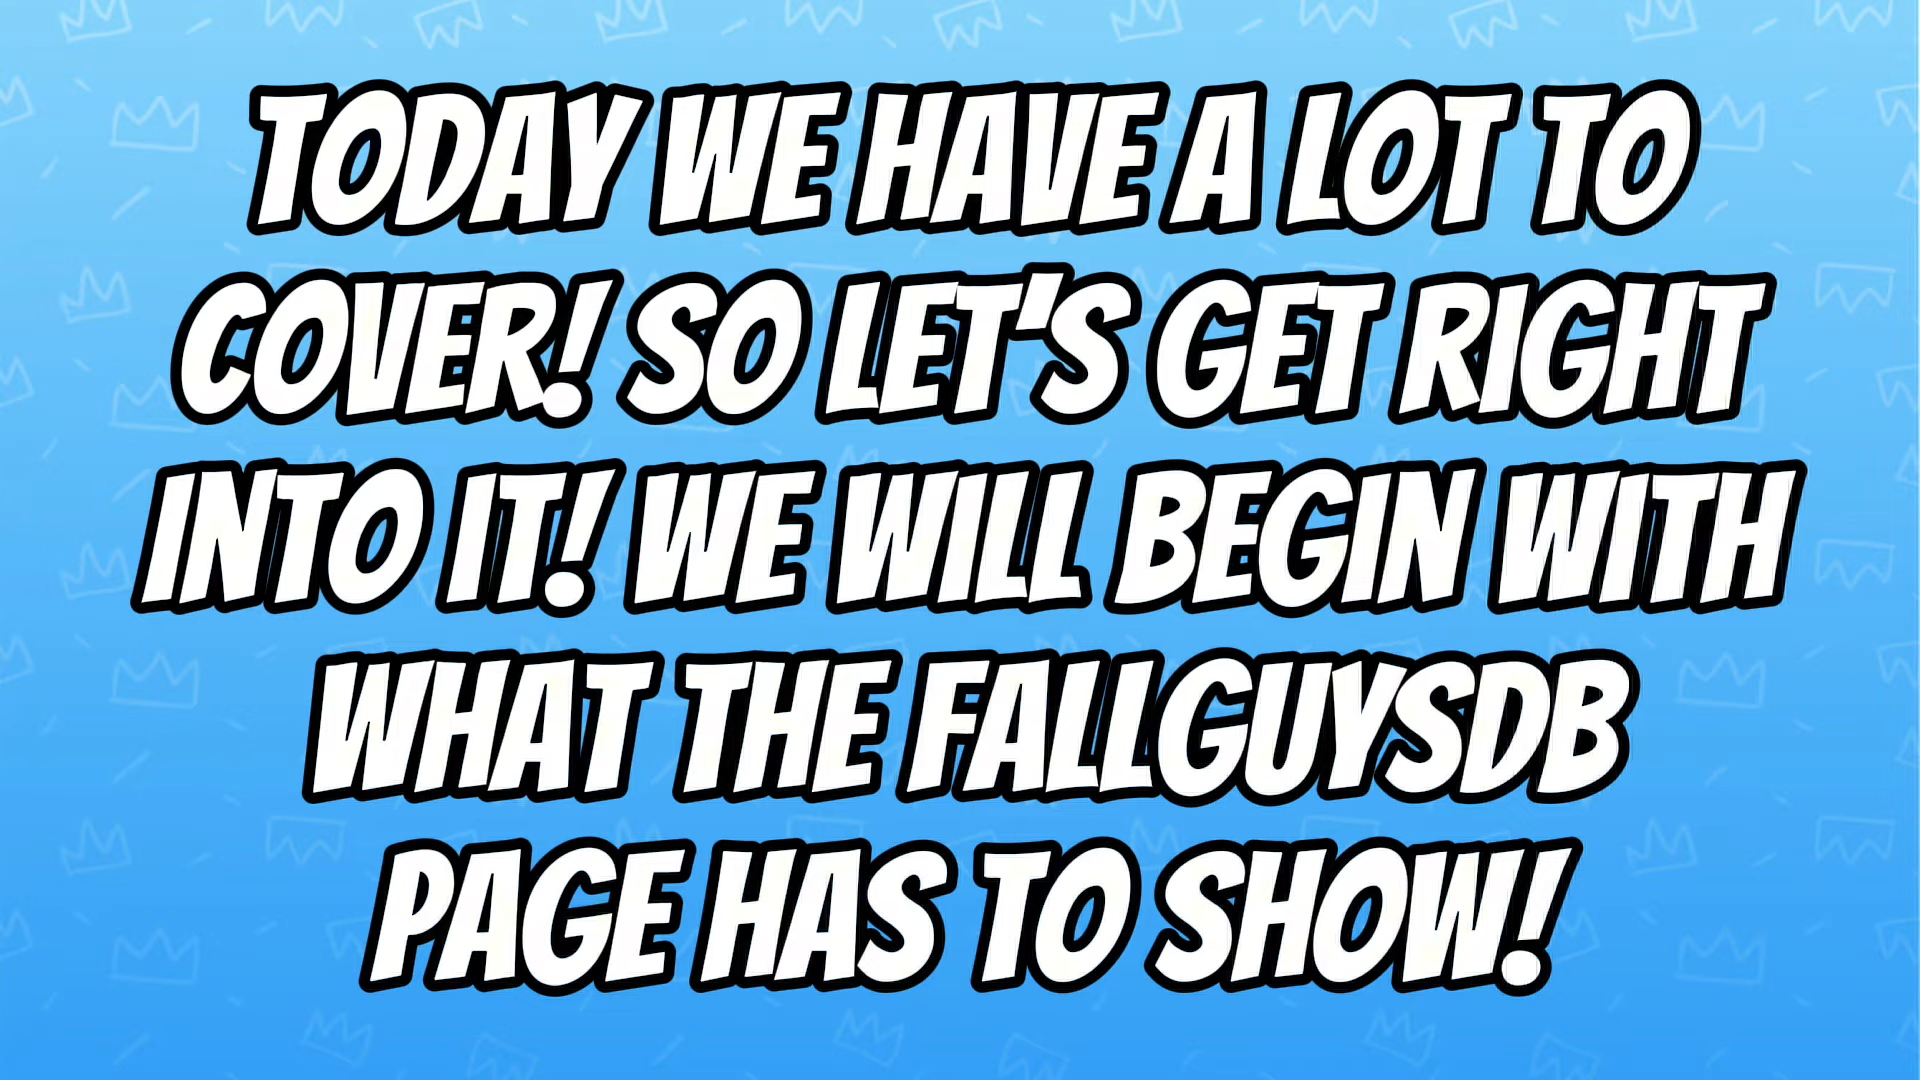 TODAY WE HAVE A LOT TO
COVER! SO LET'S GET RIGHT
INTO IT! WE WILL BEGIN WITH
WHAT THE FALLGUYSDB
PAGE HAS TO SHOW!